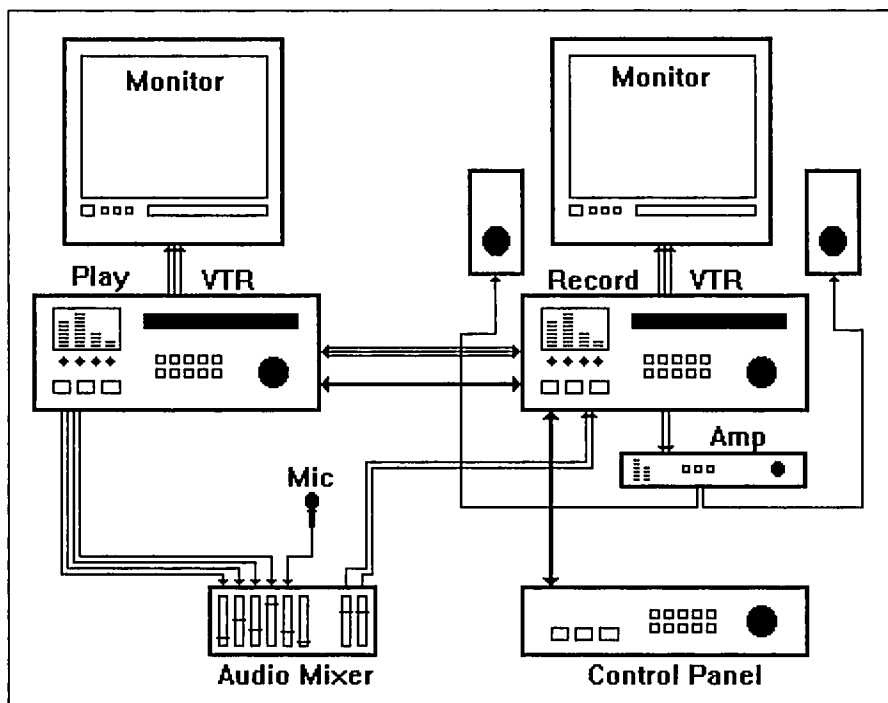 Monitor
Monitor
Play VTR
Record VTR
Amp
Mic
Audio Mixer
Control Panel